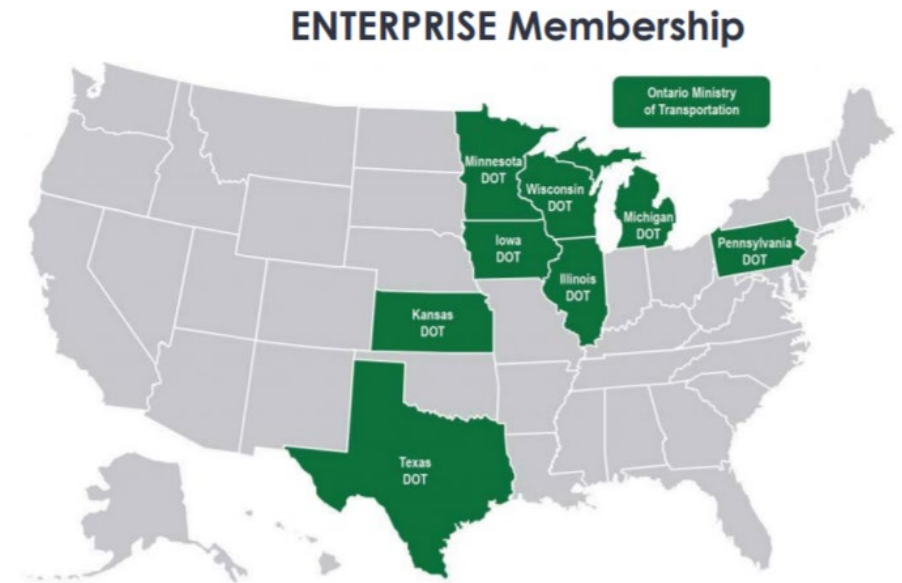 ENTERPRISE Membership
Ontario Ministry
of Transportation
Minnesota
DOT
Wisconsin
DOT
Michigan
DOT
Iowa
DOT
Illinois
DOT
Pennsylvania
DOT
Kansas
DOT
Texas
DOT